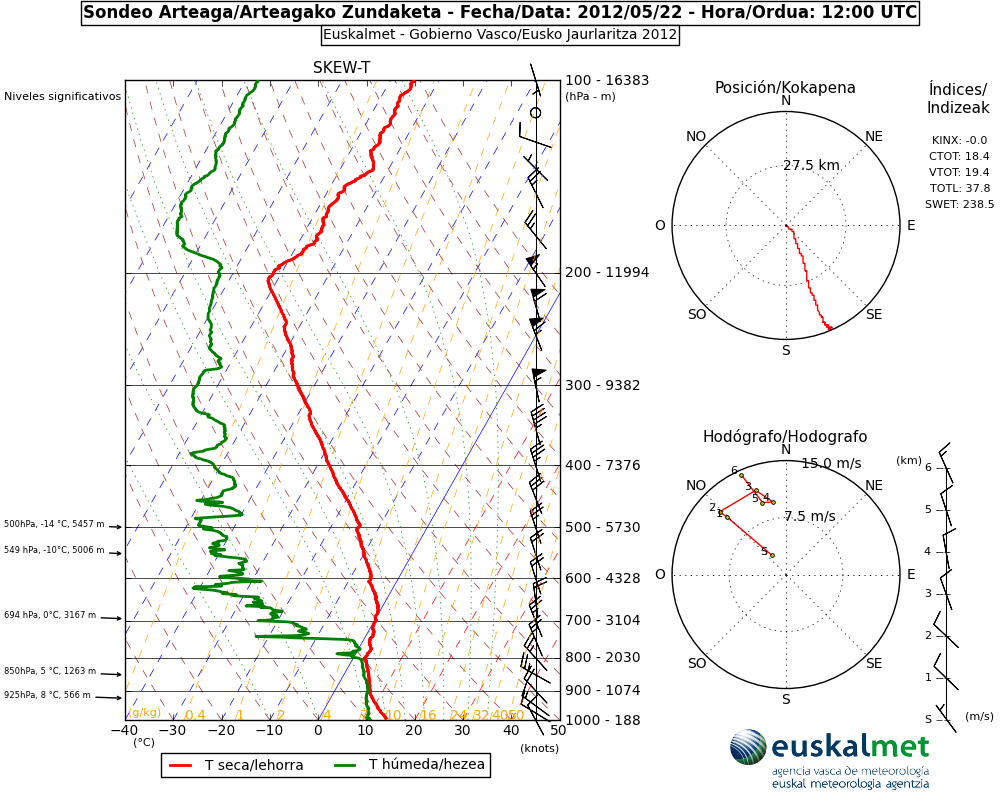 Sondeo Arteaga/Arteagako Zundaketa - Fecha/Data: 2012/05/22 - Hora/Ordua: 12:00 UTC
Euskalmet - Gobierno Vasco/Eusko Jaurlaritza 2012
SKEW-T
Niveles significativos
500hPa, -14 °C, 5457 m
549 hPa, -10°C, 5006 m
694 hPa, 0°C, 3167 m
850hPa, 5 °C, 1263 m
925hPa, 8 °C, 566 m
100 - 16383
(hPa - m)
200 - 11994
300 - 9382
400 - 7376
500 - 5730
600 - 4328
700 - 3104
800 - 2030
900 - 1074
1000 - 188
(g/kg) 0.4 1 2 4 10 16 24 32 40 50
−40 −30 −20 −10 0 10 20 30 40 50
(°C)
(knots)
T seca/lehorra T húmeda/hezea
Posición/Kokapena
N
NO NE
27.5 km
O E
SO SE
S
Índices/
Indizeak
KINX: -0.0
CTOT: 18.4
VTOT: 19.4
TOTL: 37.8
SWET: 238.5
Hodógrafo/Hodografo
N
15.0 m/s
NO NE
6
3
5 4
2
1
7.5 m/s
S
O E
SO SE
S
(km)
6
5
4
3
2
1
S
(m/s)
euskalmet
agencia vasca de meteorología
euskal meteorologia agentzia